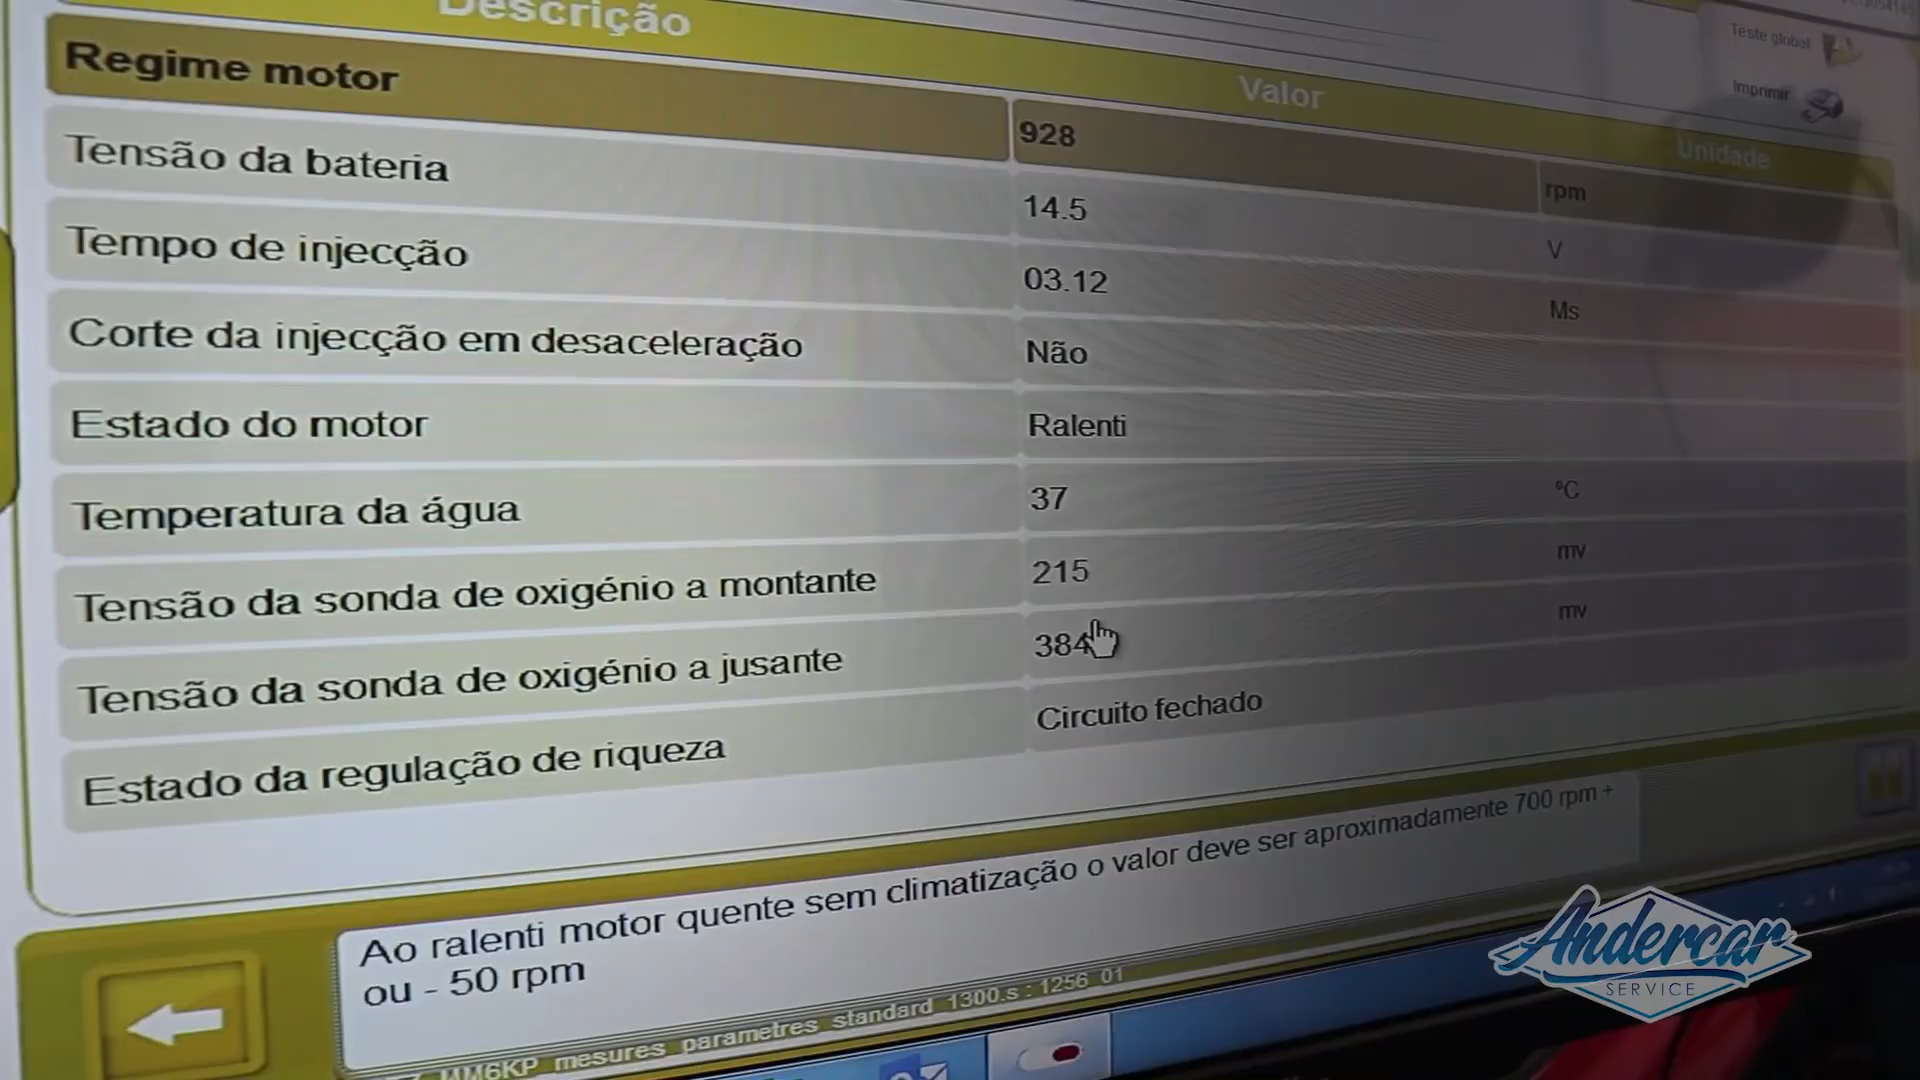 Descrição
Valor
Unidade
Teste global
Imprimir
Regime motor 928 rpm
Tensão da bateria 14.5 V
Tempo de injecção 03.12 Ms
Corte da injecção em desaceleração Não
Estado do motor Ralenti
Temperatura da água 37 ºC
Tensão da sonda de oxigénio a montante 215 mv
Tensão da sonda de oxigénio a jusante 384 mv
Estado da regulação de riqueza Circuito fechado
Ao ralenti motor quente sem climatização o valor deve ser aproximadamente 700 rpm +
ou - 50 rpm
MM6KP_mesures_parametres_standard_1300.s : 1256_01
Andercar
SERVICE